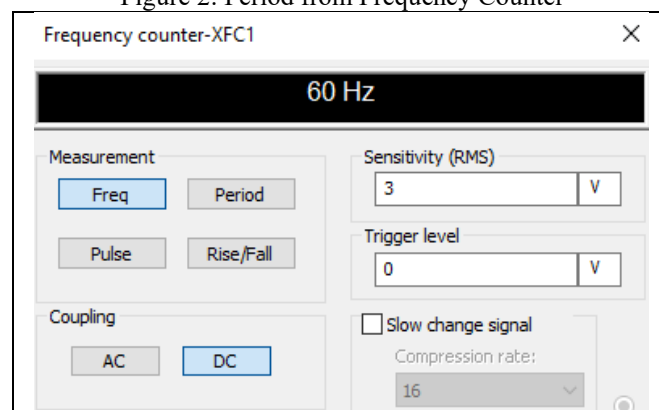 Figure 2. Period from Frequency Counter
Frequency counter-XFC1
60 Hz
Measurement
Freq Period
Pulse Rise/Fall
Coupling
AC DC
Sensitivity (RMS)
3 V
Trigger level
0 V
Slow change signal
Compression rate:
16